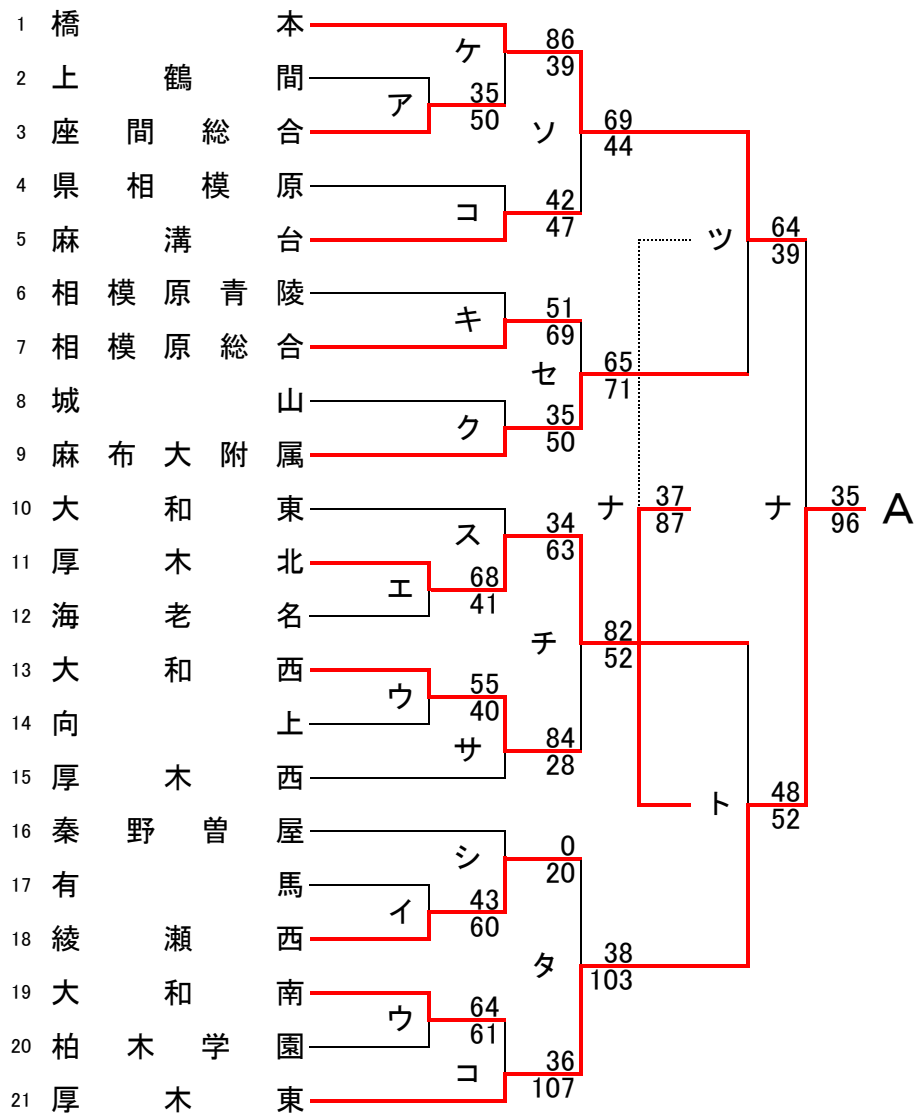 1 橋本
ケ 86
39
2 上鶴間
ア 35
50
3 座間総合
ソ 69
44
4 県相模原
コ 42
47
5 麻溝台
ツ 64
39
6 相模原青陵
キ 51
69
7 相模原総合
セ 65
71
8 城山
ク 35
50
9 麻布大附属
10 大和東
ナ 37
87
ナ 35
96
A
ス 34
63
11 厚木北
エ 68
41
12 海老名
チ 82
52
13 大和西
ウ 55
40
14 向上
サ 84
28
15 厚木西
ト 48
52
16 秦野曽屋
シ 0
20
17 有馬
イ 43
60
18 綾瀬西
タ 38
103
19 大和南
ウ 64
61
20 柏木学園
コ 36
107
21 厚木東